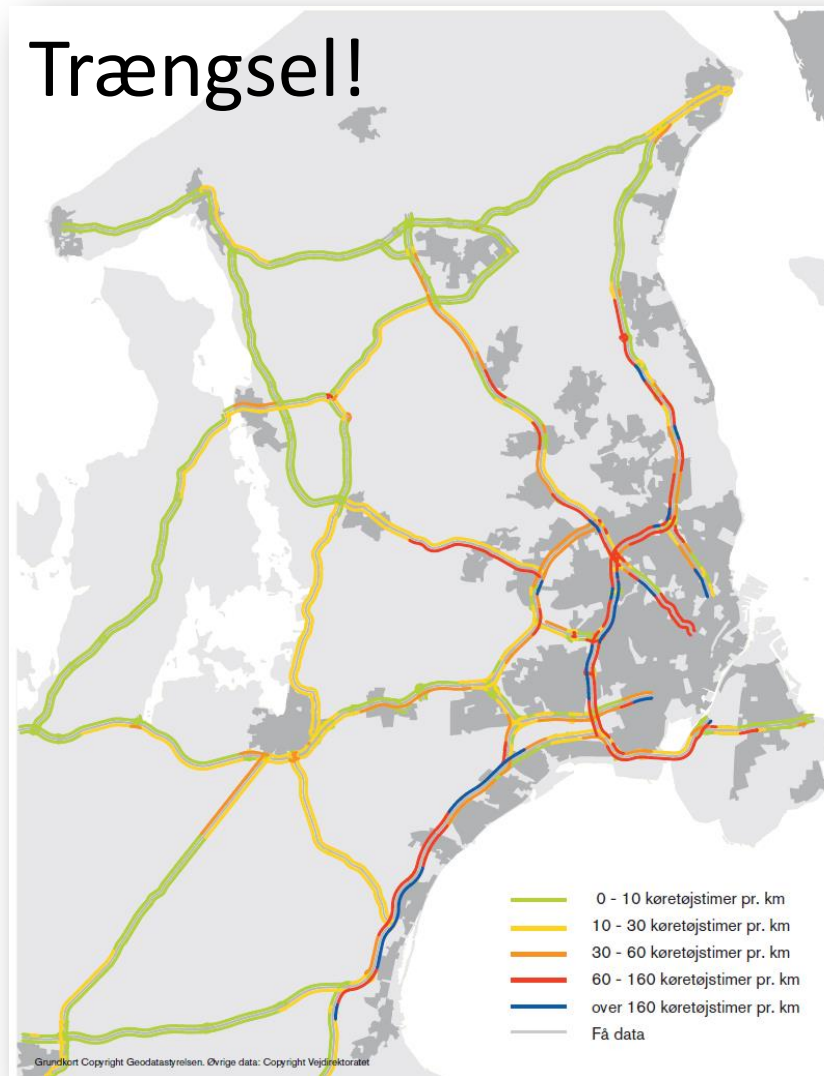 Trængsel!
0 - 10 køretøjstimer pr. km
10 - 30 køretøjstimer pr. km
30 - 60 køretøjstimer pr. km
60 - 160 køretøjstimer pr. km
over 160 køretøjstimer pr. km
Få data
Grundkort Copyright Geodatastyrelsen. Øvrige data: Copyright Vejdirektoratet